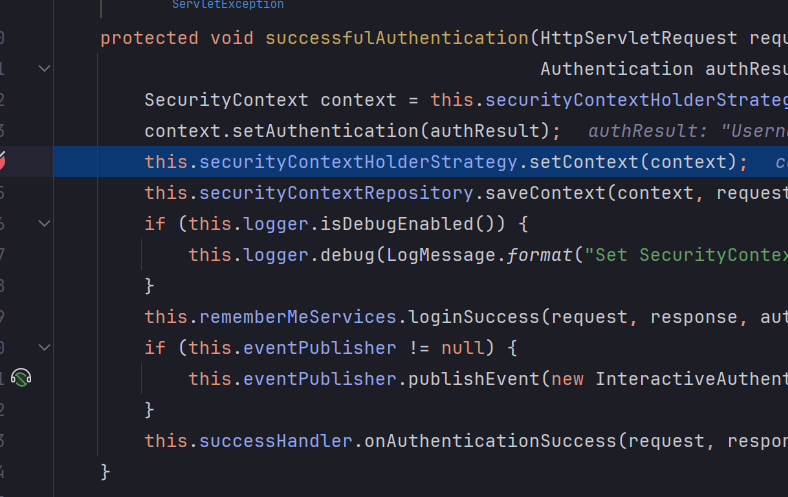 ServletException
protected void successfulAuthentication(HttpServletRequest requ
Authentication authResu
SecurityContext context = this.securityContextHolderStrateg
context.setAuthentication(authResult); authResult: "Usern
this.securityContextHolderStrategy.setContext(context); c
this.securityContextRepository.saveContext(context, request
if (this.logger.isDebugEnabled()) {
this.logger.debug(LogMessage.format("Set SecurityContex
}
this.rememberMeServices.loginSuccess(request, response, aut
if (this.eventPublisher != null) {
this.eventPublisher.publishEvent(new InteractiveAuthent
}
this.successHandler.onAuthenticationSuccess(request, respon
}